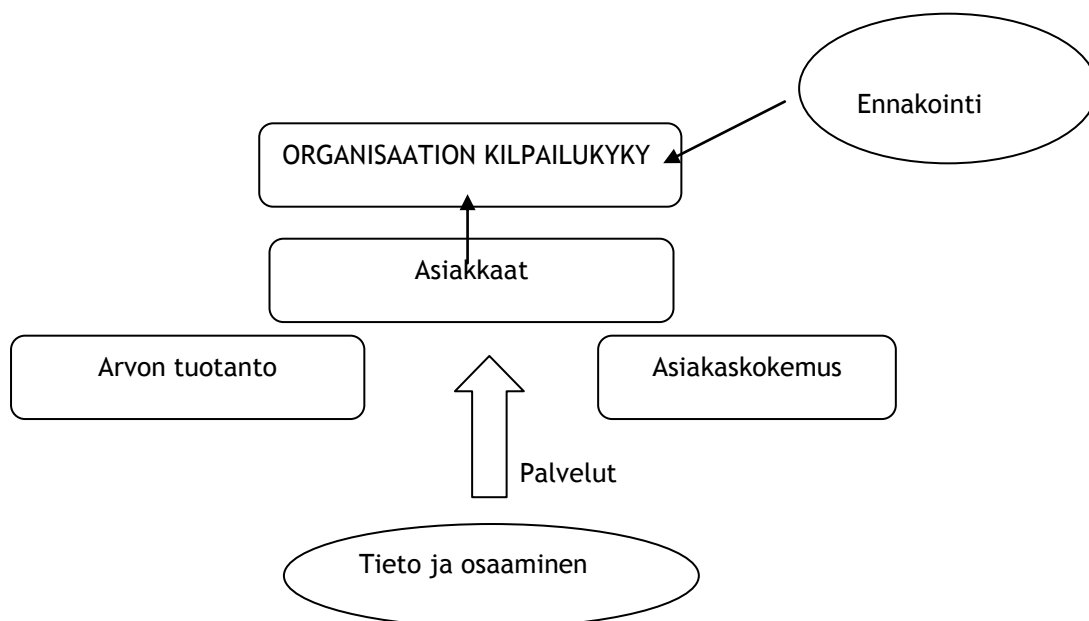 Ennakointi
ORGANISAATION KILPAILUKYKY
Asiakkaat
Arvon tuotanto
Asiakaskokemus
Palvelut
Tieto ja osaaminen